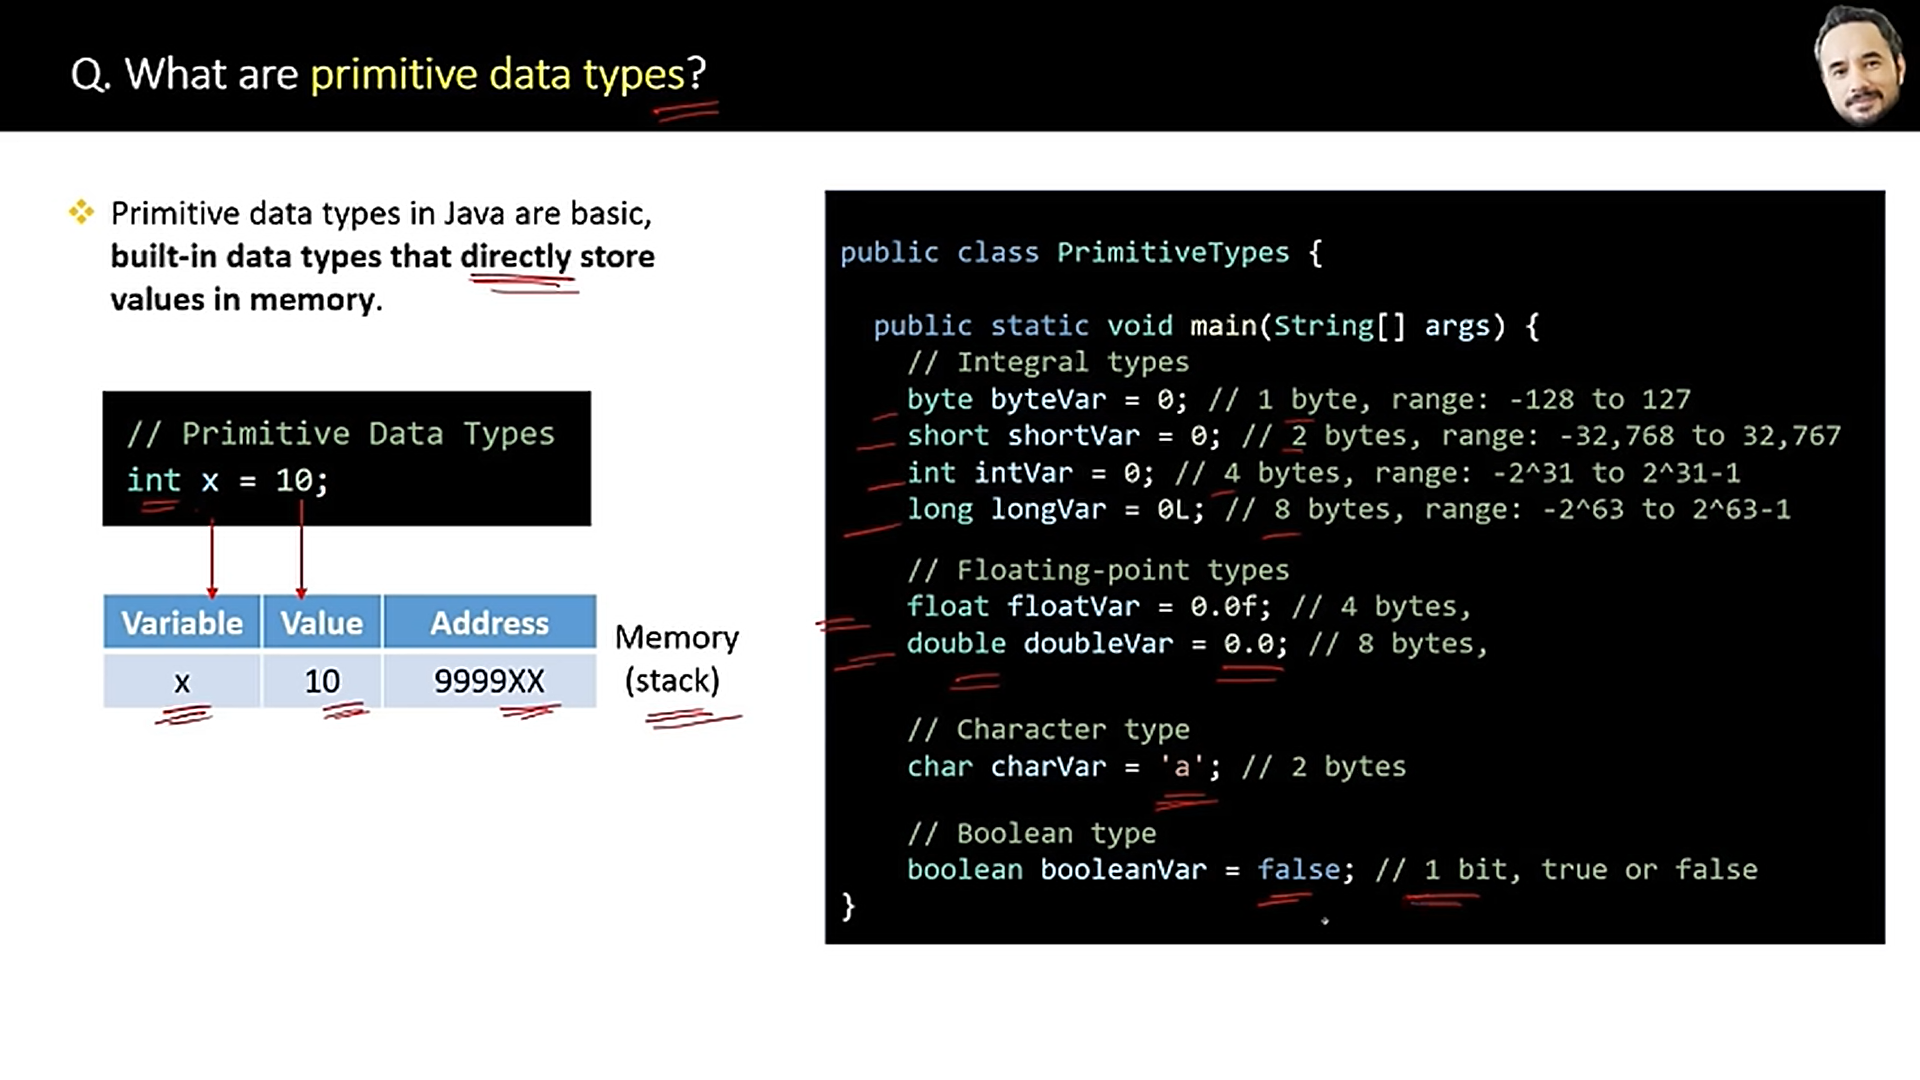 Q. What are primitive data types?
Primitive data types in Java are basic,
built-in data types that directly store
values in memory.
// Primitive Data Types
int x = 10;
Variable Value Address
x 10 9999XX
Memory
(stack)
public class PrimitiveTypes {
public static void main(String[] args) {
// Integral types
byte byteVar = 0; // 1 byte, range: -128 to 127
short shortVar = 0; // 2 bytes, range: -32,768 to 32,767
int intVar = 0; // 4 bytes, range: -2^31 to 2^31-1
long longVar = 0L; // 8 bytes, range: -2^63 to 2^63-1
// Floating-point types
float floatVar = 0.0f; // 4 bytes,
double doubleVar = 0.0; // 8 bytes,
// Character type
char charVar = 'a'; // 2 bytes
// Boolean type
boolean booleanVar = false; // 1 bit, true or false
}